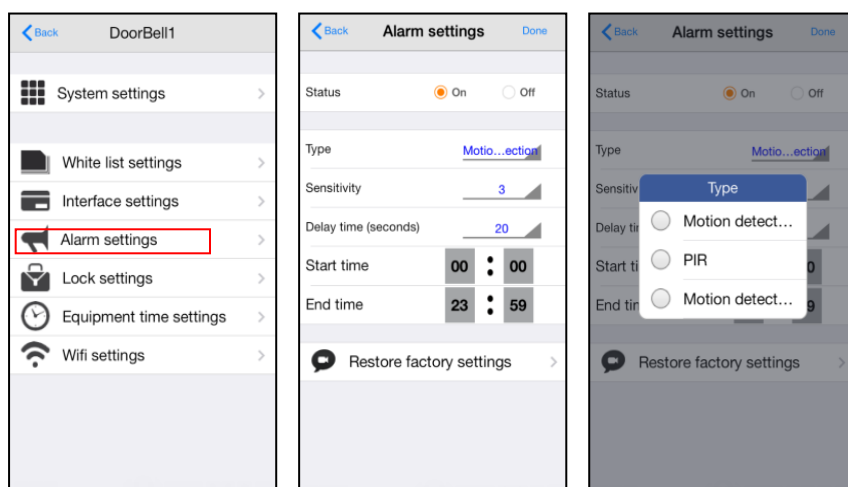 Back DoorBell1
System settings
White list settings
Interface settings
Alarm settings
Lock settings
Equipment time settings
Wifi settings
Back Alarm settings Done
Status On Off
Type Motio...ection
Sensitivity 3
Delay time (seconds) 20
Start time 00 : 00
End time 23 : 59
Restore factory settings
Back Alarm settings Done
Status On Off
Type Motio...ection
Sensitiv
Type
Delay tir
Motion detect...
Start ti
PIR
0
End tin
Motion detect...
9
Restore factory settings